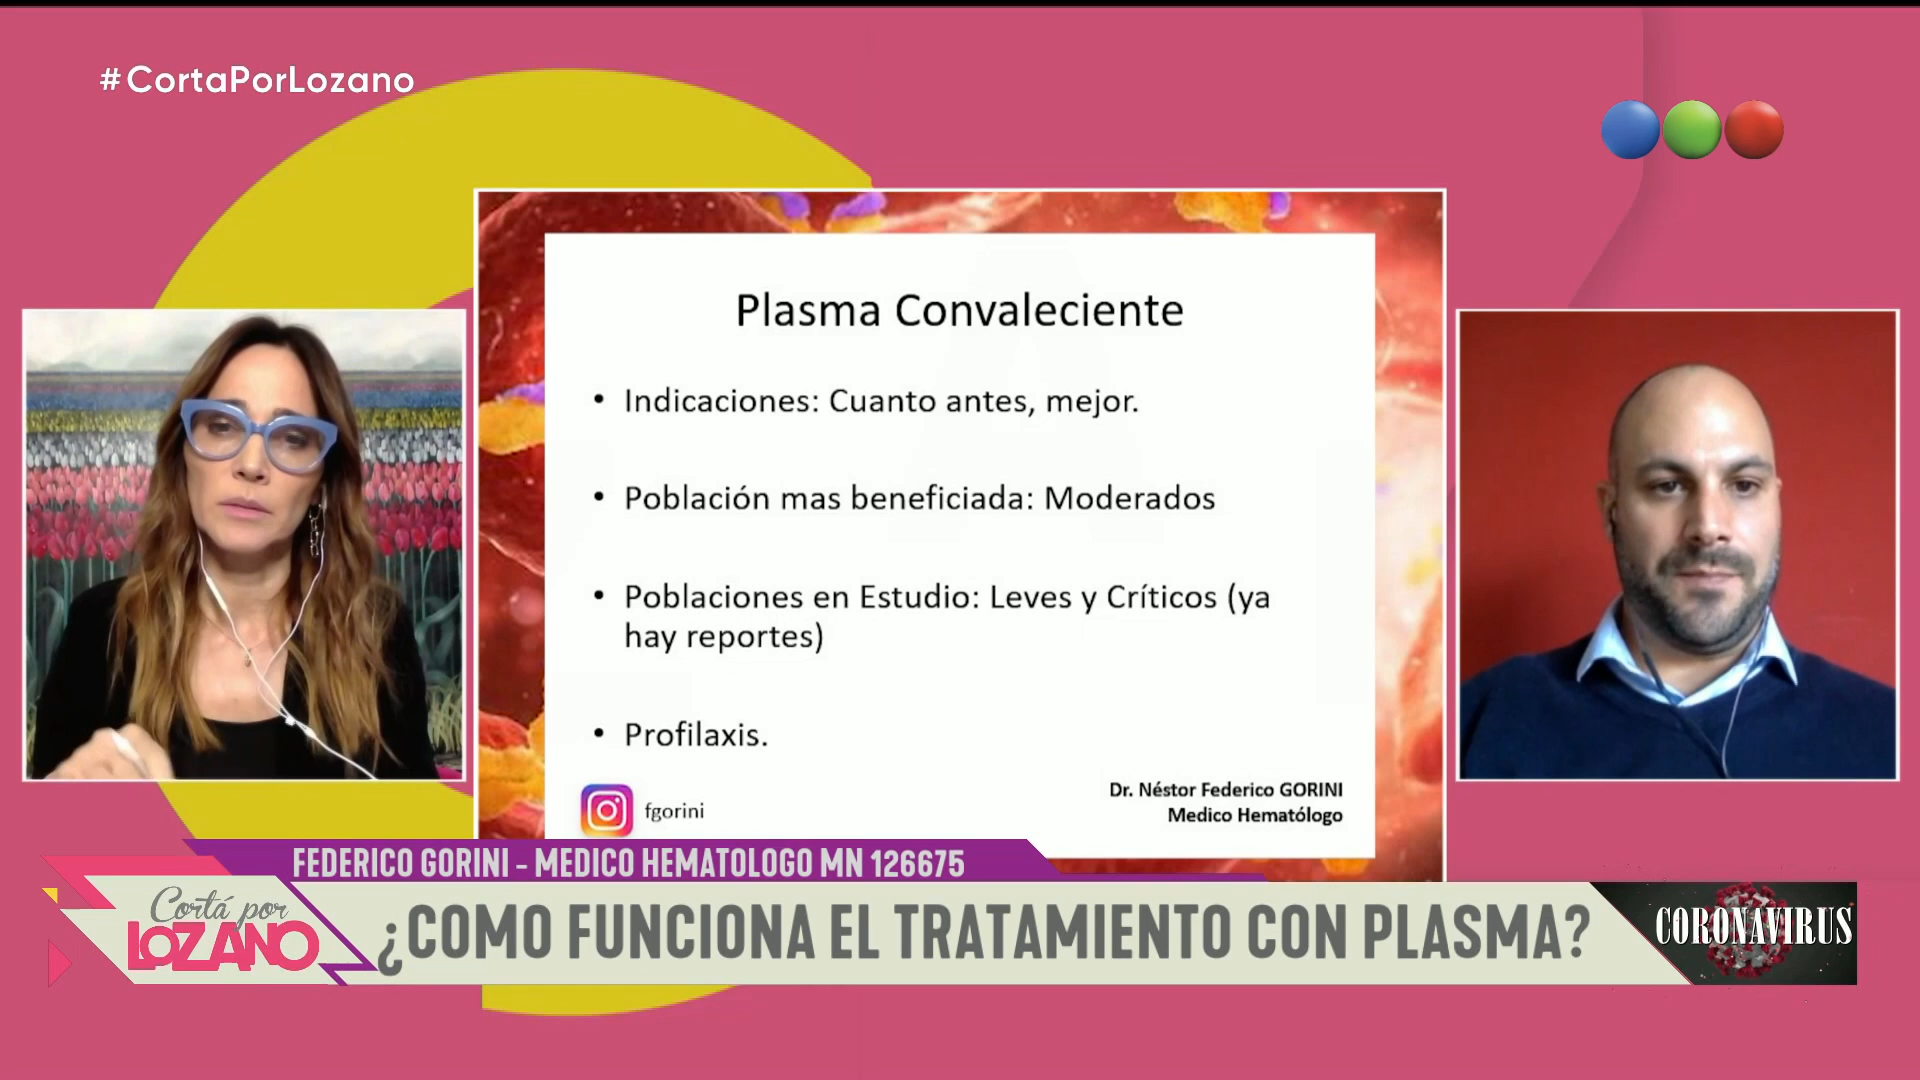 #CortaPorLozano
Plasma Convaleciente
• Indicaciones: Cuanto antes, mejor.
• Población mas beneficiada: Moderados
• Poblaciones en Estudio: Leves y Críticos (ya
hay reportes)
• Profilaxis.
fgorini
Dr. Néstor Federico GORINI
Medico Hematólogo
FEDERICO GORINI - MEDICO HEMATOLOGO MN 126675
Cortá por
LOZANO
¿COMO FUNCIONA EL TRATAMIENTO CON PLASMA?
CORONAVIRUS